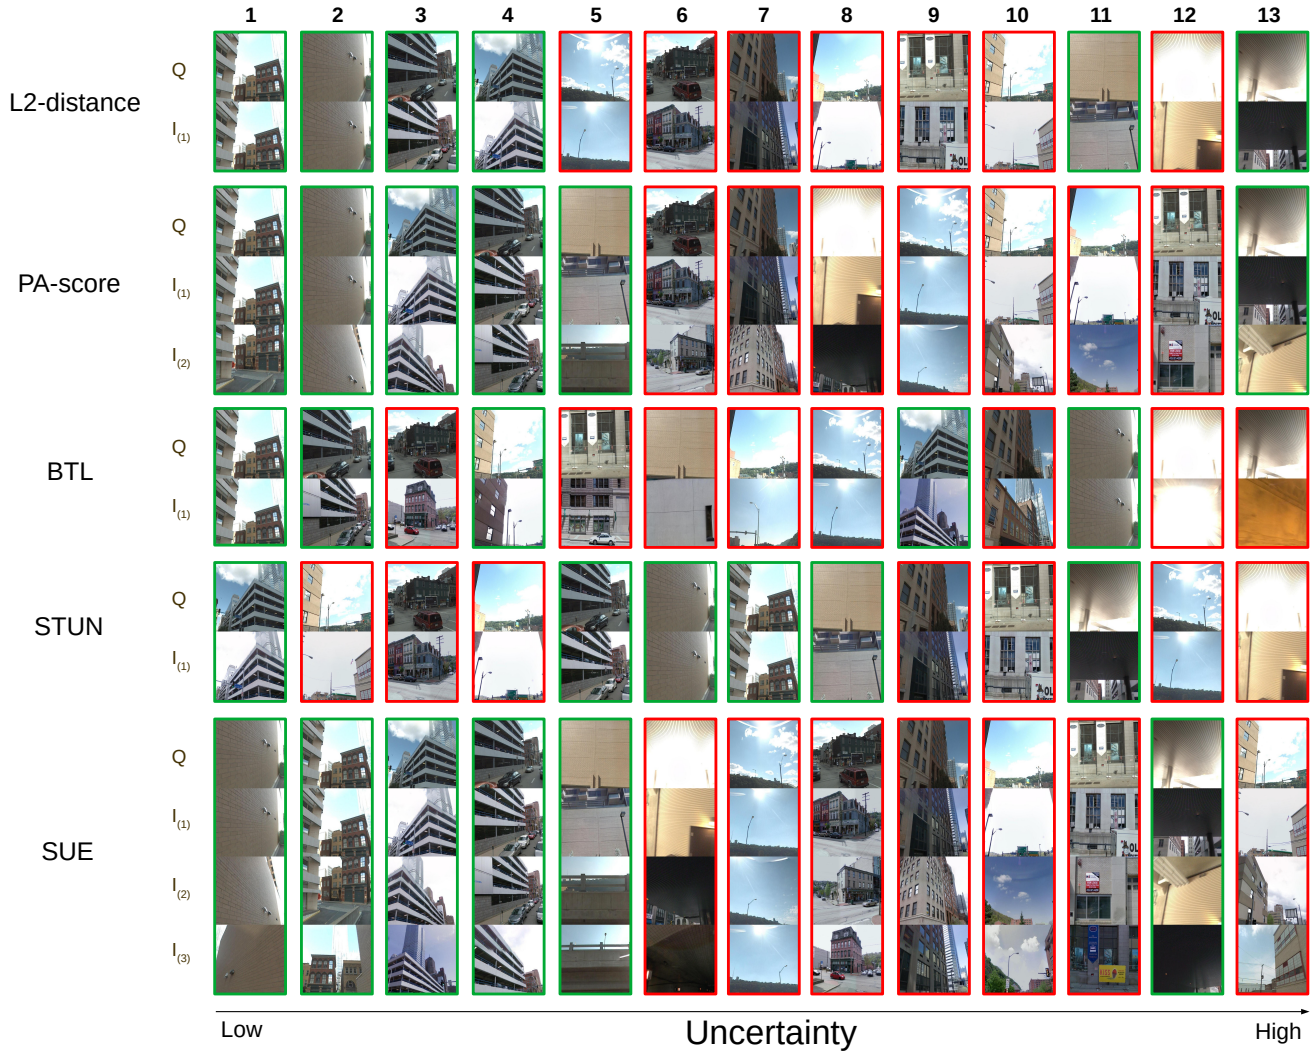 1 2 3 4 5 6 7 8 9 10 11 12 13
L2-distance
Q
I(1)
PA-score
Q
I(1)
I(2)
BTL
Q
I(1)
STUN
Q
I(1)
SUE
Q
I(1)
I(2)
I(3)
Low
Uncertainty
High